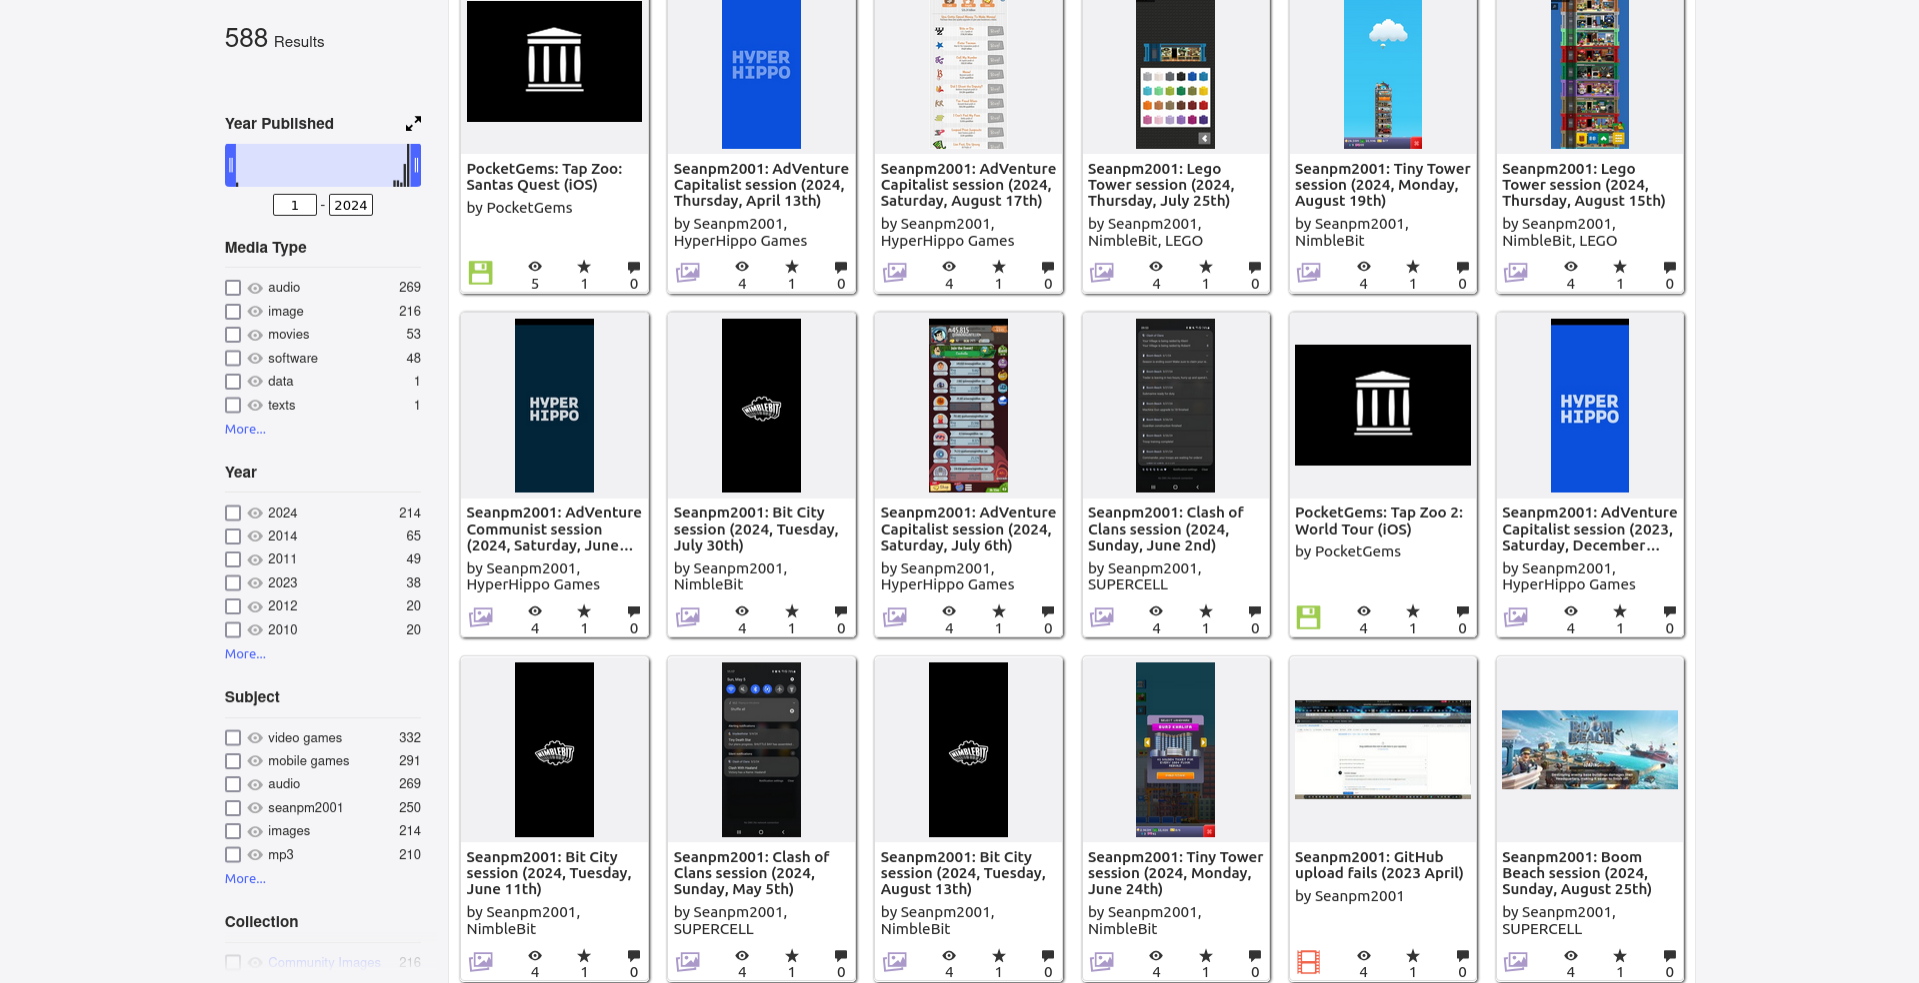 588 Results
Year Published
1 - 2024
Media Type
audio 269
image 216
movies 53
software 48
data 1
texts 1
More...
Year
2024 214
2014 65
2011 49
2023 38
2012 20
2010 20
More...
Subject
video games 332
mobile games 291
audio 269
seanpm2001 250
images 214
mp3 210
More...
Collection
Community Images 216
PocketGems: Tap Zoo:
Santas Quest (iOS)
by PocketGems
5 1 0
HYPER
HIPPO
Seanpm2001: AdVenture
Capitalist session (2024,
Thursday, April 13th)
by Seanpm2001,
HyperHippo Games
4 1 0
Seanpm2001: AdVenture
Capitalist session (2024,
Saturday, August 17th)
by Seanpm2001,
HyperHippo Games
4 1 0
Seanpm2001: Lego
Tower session (2024,
Thursday, July 25th)
by Seanpm2001,
NimbleBit, LEGO
4 1 0
Seanpm2001: Tiny Tower
session (2024, Monday,
August 19th)
by Seanpm2001,
NimbleBit
4 1 0
Seanpm2001: Lego
Tower session (2024,
Thursday, August 15th)
by Seanpm2001,
NimbleBit, LEGO
4 1 0
HYPER
HIPPO
Seanpm2001: AdVenture
Communist session
(2024, Saturday, June...
by Seanpm2001,
HyperHippo Games
4 1 0
NIMBLEBIT
Seanpm2001: Bit City
session (2024, Tuesday,
July 30th)
by Seanpm2001,
NimbleBit
4 1 0
Seanpm2001: AdVenture
Capitalist session (2024,
Saturday, July 6th)
by Seanpm2001,
HyperHippo Games
4 1 0
Seanpm2001: Clash of
Clans session (2024,
Sunday, June 2nd)
by Seanpm2001,
SUPERCELL
4 1 0
PocketGems: Tap Zoo 2:
World Tour (iOS)
by PocketGems
4 1 0
HYPER
HIPPO
Seanpm2001: AdVenture
Capitalist session (2023,
Saturday, December...
by Seanpm2001,
HyperHippo Games
4 1 0
NIMBLEBIT
Seanpm2001: Bit City
session (2024, Tuesday,
June 11th)
by Seanpm2001,
NimbleBit
4 1 0
Seanpm2001: Clash of
Clans session (2024,
Sunday, May 5th)
by Seanpm2001,
SUPERCELL
4 1 0
NIMBLEBIT
Seanpm2001: Bit City
session (2024, Tuesday,
August 13th)
by Seanpm2001,
NimbleBit
4 1 0
Seanpm2001: Tiny Tower
session (2024, Monday,
June 24th)
by Seanpm2001,
NimbleBit
4 1 0
Seanpm2001: GitHub
upload fails (2023 April)
by Seanpm2001
4 1 0
BOOM
BEACH
Seanpm2001: Boom
Beach session (2024,
Sunday, August 25th)
by Seanpm2001,
SUPERCELL
4 1 0